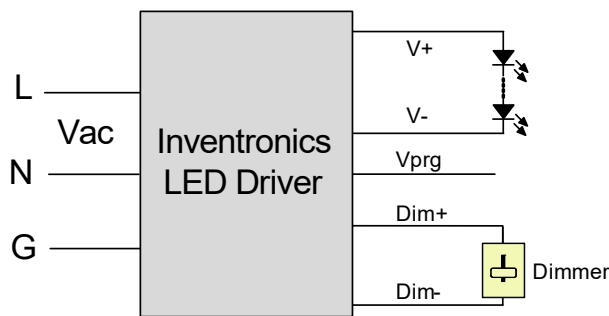 L
Vac
N
G
Inventronics
LED Driver
V+
V-
Vprg
Dim+
Dim-
Dimmer